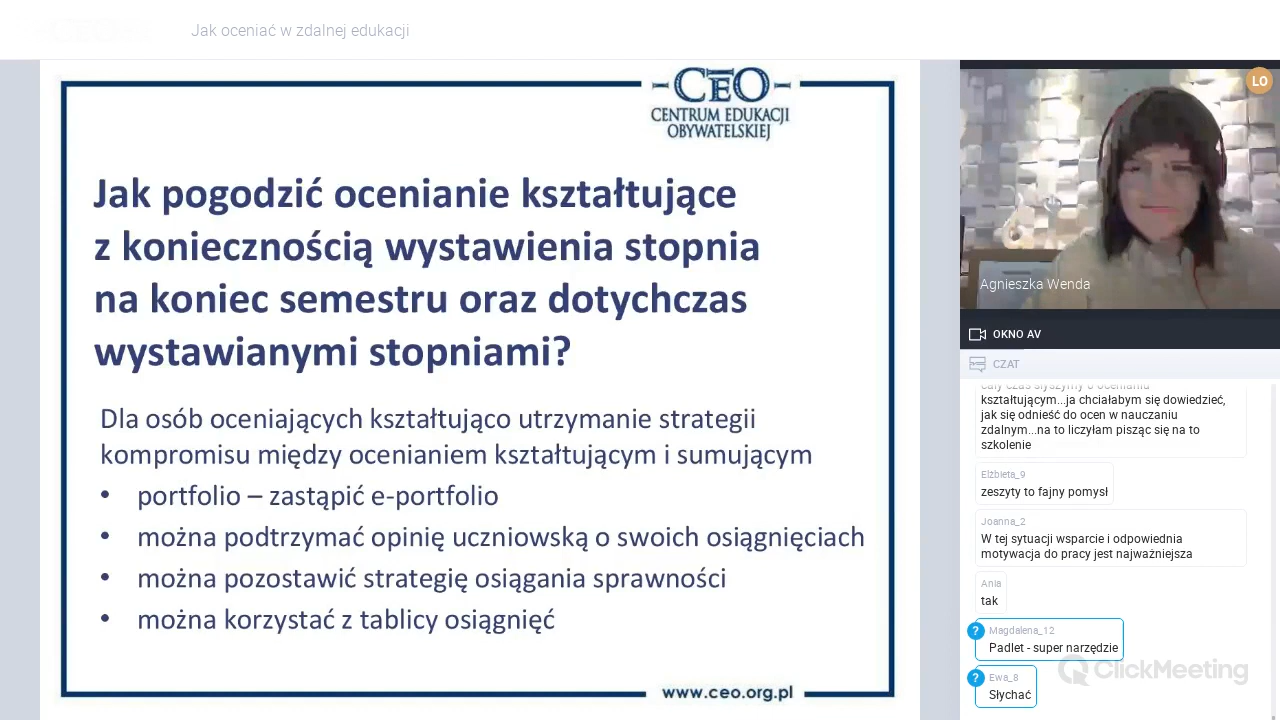 Jak oceniać w zdalnej edukacji
CEO
CENTRUM EDUKACJI
OBYWATELSKIEJ
Jak pogodzić ocenianie kształtujące
z koniecznością wystawienia stopnia
na koniec semestru oraz dotychczas
wystawianymi stopniami?
Dla osób oceniających kształtująco utrzymanie strategii
kompromisu między ocenianiem kształtującym i sumującym
• portfolio – zastąpić e-portfolio
• można podtrzymać opinię uczniowską o swoich osiągnięciach
• można pozostawić strategię osiągania sprawności
• można korzystać z tablicy osiągnięć
www.ceo.org.pl
LO
Agnieszka Wenda
OKNO AV
CZAT
cały czas słyszymy o ocenianiu
kształtującym...ja chciałabym się dowiedzieć,
jak się odnieść do ocen w nauczaniu
zdalnym...na to liczyłam pisząc się na to
szkolenie
Elżbieta_9
zeszyty to fajny pomysł
Joanna_2
W tej sytuacji wsparcie i odpowiednia
motywacja do pracy jest najważniejsza
Ania
tak
? Magdalena_12
Padlet - super narzędzie
? Ewa_8
Słychać
ClickMeeting